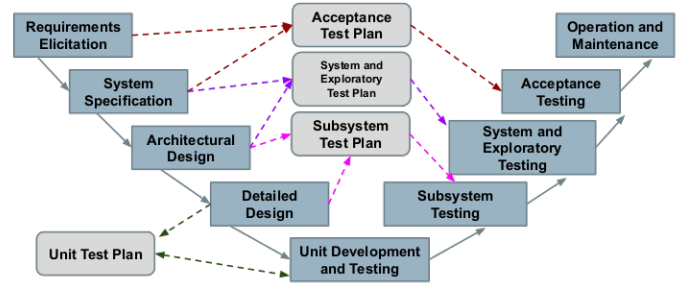 Requirements
Elicitation
Acceptance
Test Plan
Operation and
Maintenance
System
Specification
System and
Exploratory
Test Plan
Acceptance
Testing
Architectural
Design
Subsystem
Test Plan
System and
Exploratory
Testing
Detailed
Design
Subsystem
Testing
Unit Test Plan
Unit Development
and Testing